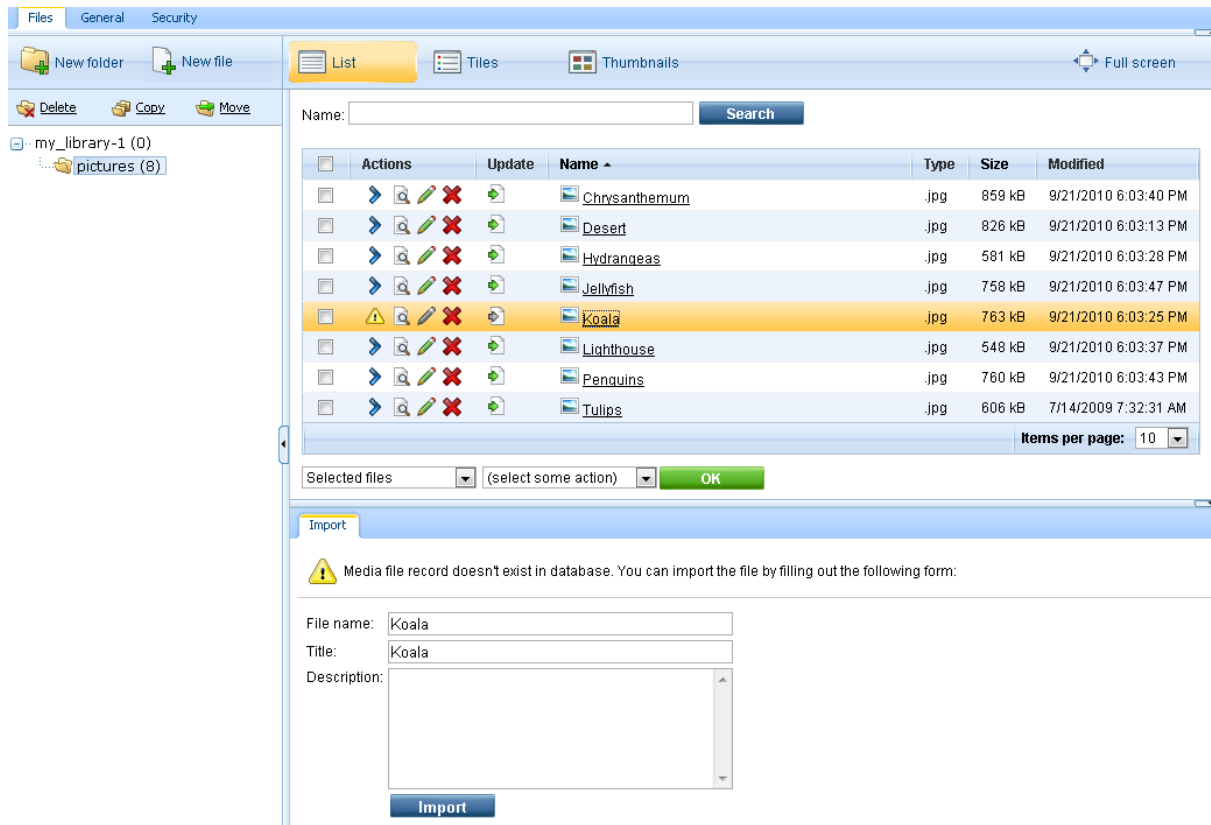 Files General Security
New folder New file List Tiles Thumbnails Full screen
Delete Copy Move
my_library-1 (0)
pictures (8)
Name: Search
Actions Update Name Type Size Modified
Chrysanthemum .jpg 859 kB 9/21/2010 6:03:40 PM
Desert .jpg 826 kB 9/21/2010 6:03:13 PM
Hydrangeas .jpg 581 kB 9/21/2010 6:03:28 PM
Jellyfish .jpg 758 kB 9/21/2010 6:03:47 PM
Koala .jpg 763 kB 9/21/2010 6:03:25 PM
Lighthouse .jpg 548 kB 9/21/2010 6:03:37 PM
Penguins .jpg 760 kB 9/21/2010 6:03:43 PM
Tulips .jpg 606 kB 7/14/2009 7:32:31 AM
Items per page: 10
Selected files (select some action) OK
Import
Media file record doesn't exist in database. You can import the file by filling out the following form:
File name: Koala
Title: Koala
Description:
Import